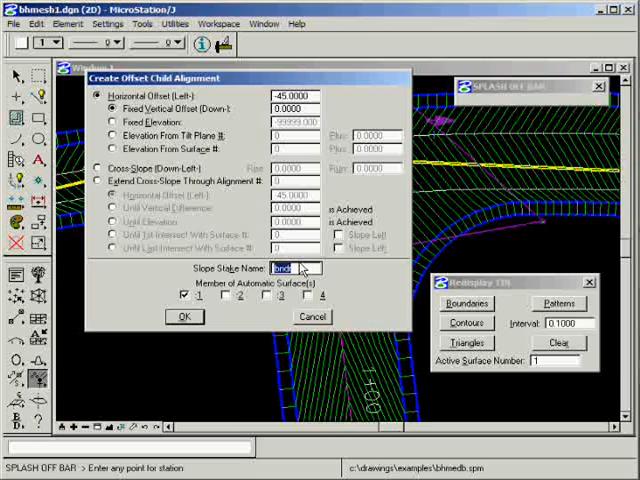 bhmesh1.dgn (2D) - MicroStation/J
File Edit Element Settings Tools Utilities Workspace Window Help
1
Create Offset Child Alignment
SPLASH OFF BAR
Horizontal Offset (Left-): -45.0000
Fixed Vertical Offset (Down-): 0.0000
Fixed Elevation: -99999.000
Elevation From Tilt Plane #: 0 Plus: 0.0000
Elevation From Surface #: 0 Plus: 0.0000
Cross-Slope (Down-Left-) Rise: 0.0000 Run: 0.0000
Extend Cross-Slope Through Alignment #: 0
Horizontal Offset (Left-): -45.0000
Until Vertical Difference: 0.0000 is Achieved
Until Elevation: 0.0000 is Achieved
Until 1st Intersect With Surface # 0 Slope Left
Until Last Intersect With Surface # 0 Slope Left
Slope Stake Name: bndr
Member of Automatic Surface(s)
1 2 3 4
OK Cancel
Redisplay TIN
Boundaries Patterns
Contours Interval: 0.1000
Triangles Clear
Active Surface Number: 1
1+00
SPLASH OFF BAR > Enter any point for station
c:\drawings\examples\bhmedb.spm